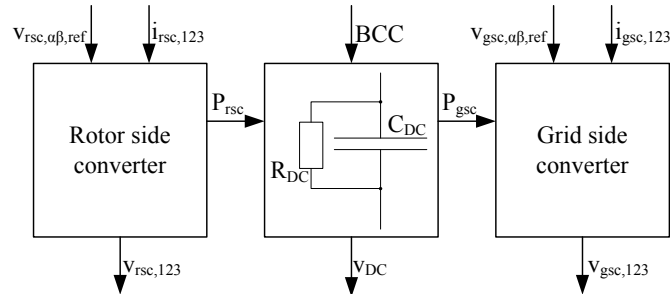 v_rsc,αβ,ref
i_rsc,123
BCC
v_gsc,αβ,ref
i_gsc,123
Rotor side
converter
P_rsc
R_DC
C_DC
P_gsc
Grid side
converter
v_rsc,123
v_DC
v_gsc,123